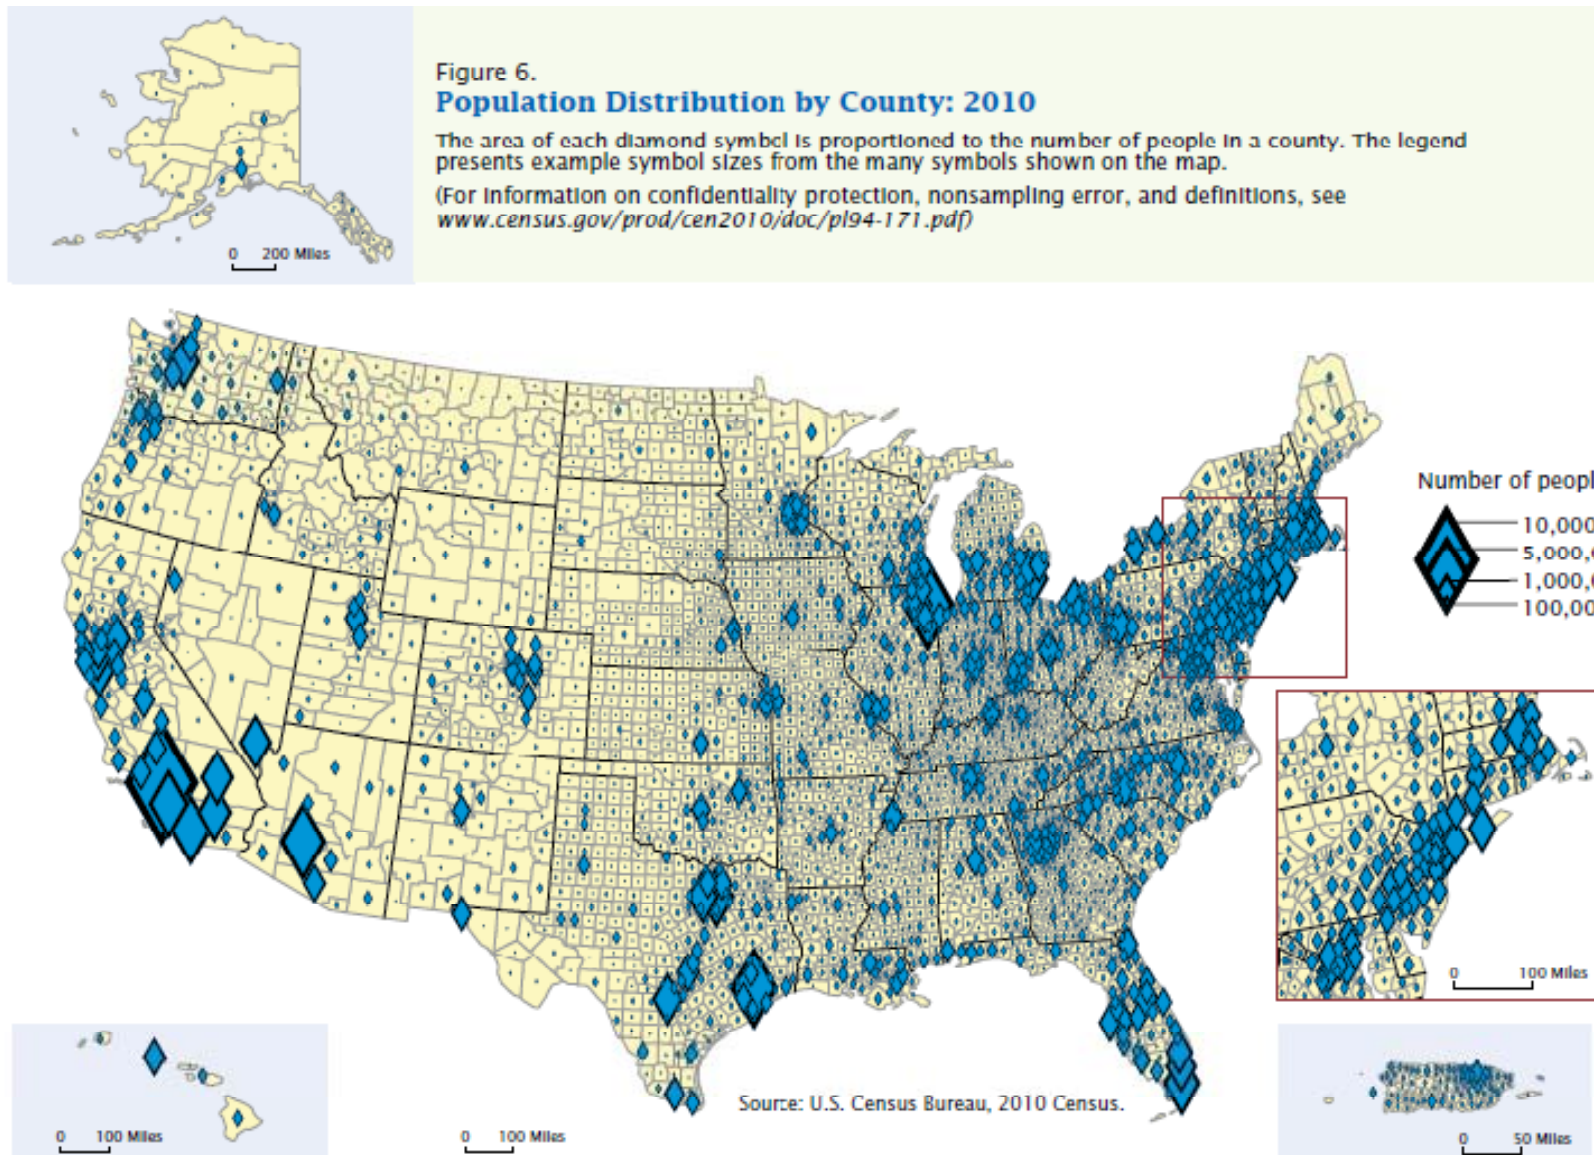 Figure 6.
Population Distribution by County: 2010
The area of each diamond symbol is proportioned to the number of people in a county. The legend
presents example symbol sizes from the many symbols shown on the map.
(For information on confidentiality protection, nonsampling error, and definitions, see
www.census.gov/prod/cen2010/doc/pl94-171.pdf)
0 200 Miles
Number of peopl
10,000
5,000,
1,000,
100,00
0 100 Miles
Source: U.S. Census Bureau, 2010 Census.
0 100 Miles
0 100 Miles
0 50 Miles